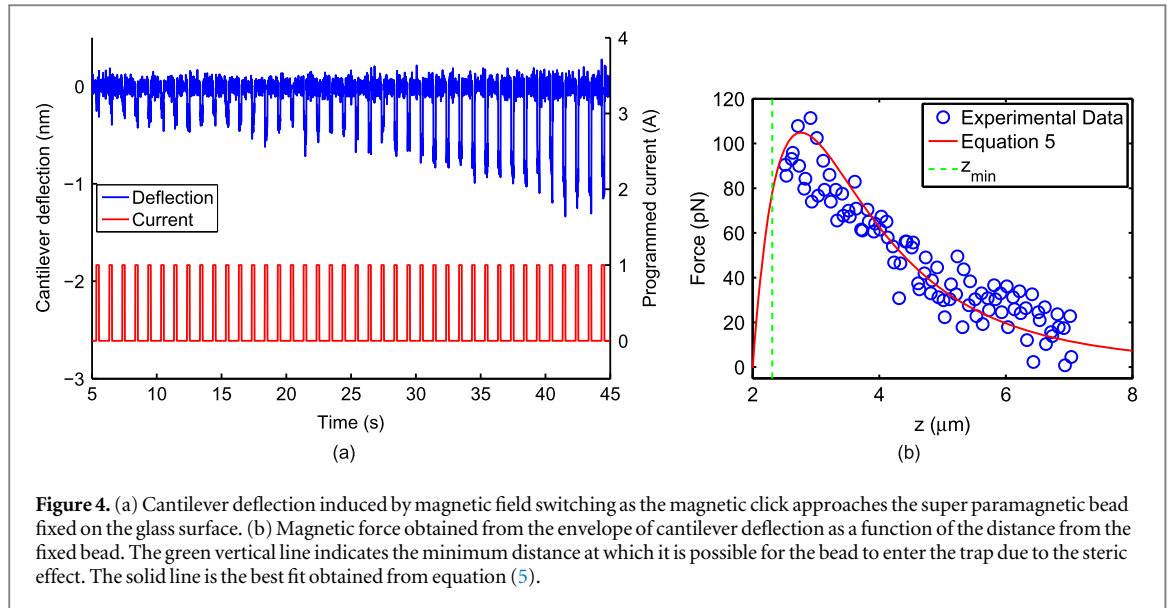 0
−1
−2
−3
Cantilever deflection (nm)
4
3
2
1
0
Programmed current (A)
Deflection
Current
5 10 15 20 25 30 35 40 45
Time (s)
(a)
120
100
80
60
40
20
0
Force (pN)
Experimental Data
Equation 5
z_min
2 4 6 8
z (μm)
(b)
Figure 4. (a) Cantilever deflection induced by magnetic field switching as the magnetic click approaches the super paramagnetic bead
fixed on the glass surface. (b) Magnetic force obtained from the envelope of cantilever deflection as a function of the distance from the
fixed bead. The green vertical line indicates the minimum distance at which it is possible for the bead to enter the trap due to the steric
effect. The solid line is the best fit obtained from equation (5).